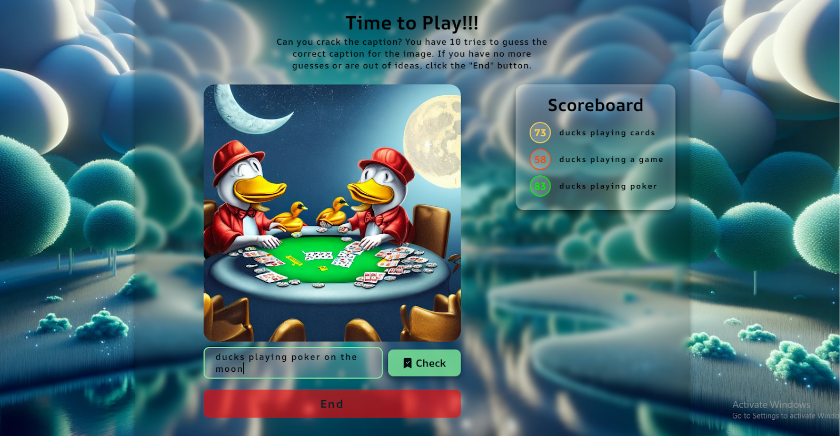 Time to Play!!!
Can you crack the caption? You have 10 tries to guess the
correct caption for the image. If you have no more
guesses or are out of ideas, click the "End" button.
Scoreboard
73 ducks playing cards
58 ducks playing a game
83 ducks playing poker
ducks playing poker on the
moon
Check
End
Activate Windows
Go to Settings to activate Windo